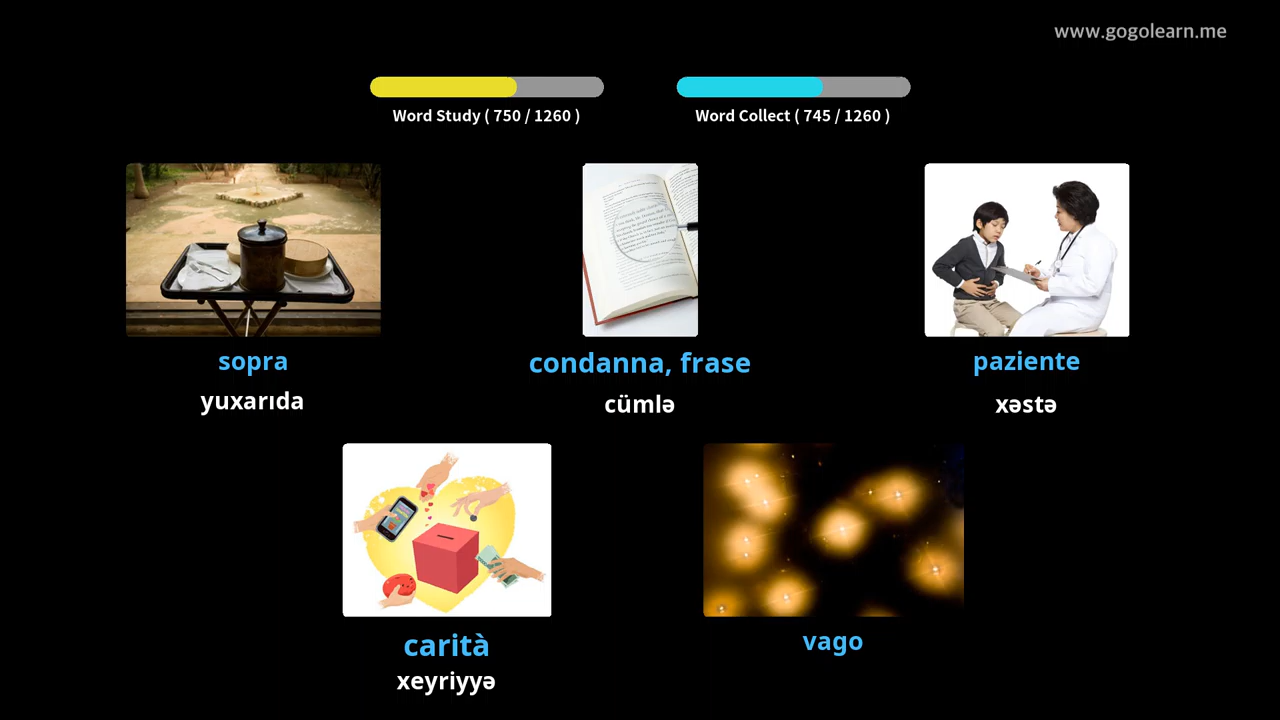 www.gogolearn.me
Word Study ( 750 / 1260 )
Word Collect ( 745 / 1260 )
sopra
yuxarıda
condanna, frase
cümlə
paziente
xəstə
carità
xeyriyyə
vago